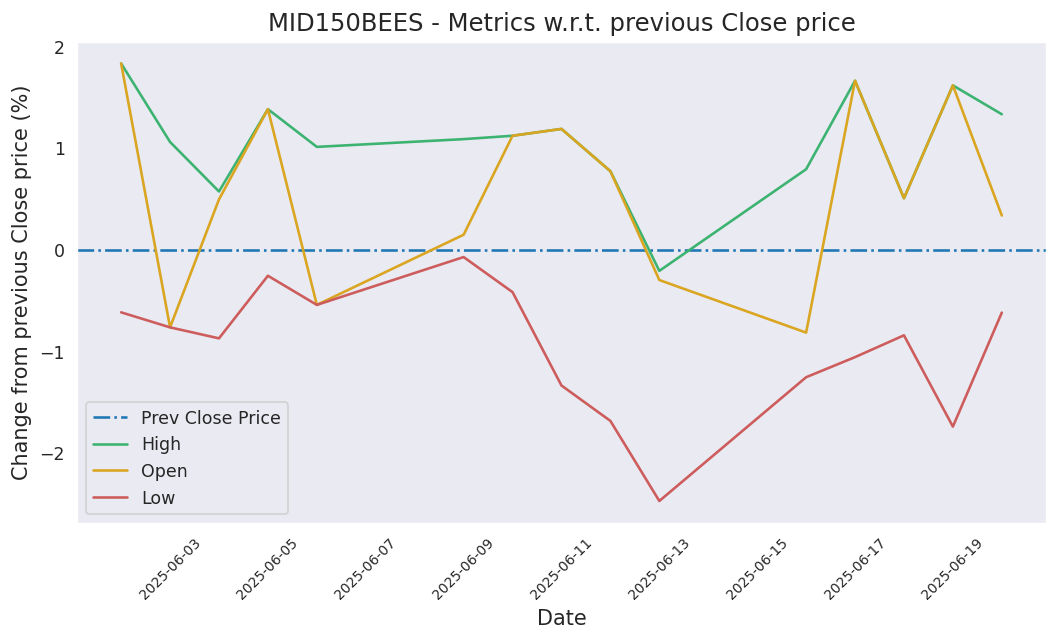 MID150BEES - Metrics w.r.t. previous Close price
Change from previous Close price (%)
2
1
0
−1
−2
Prev Close Price
High
Open
Low
2025-06-03
2025-06-05
2025-06-07
2025-06-09
2025-06-11
2025-06-13
2025-06-15
2025-06-17
2025-06-19
Date